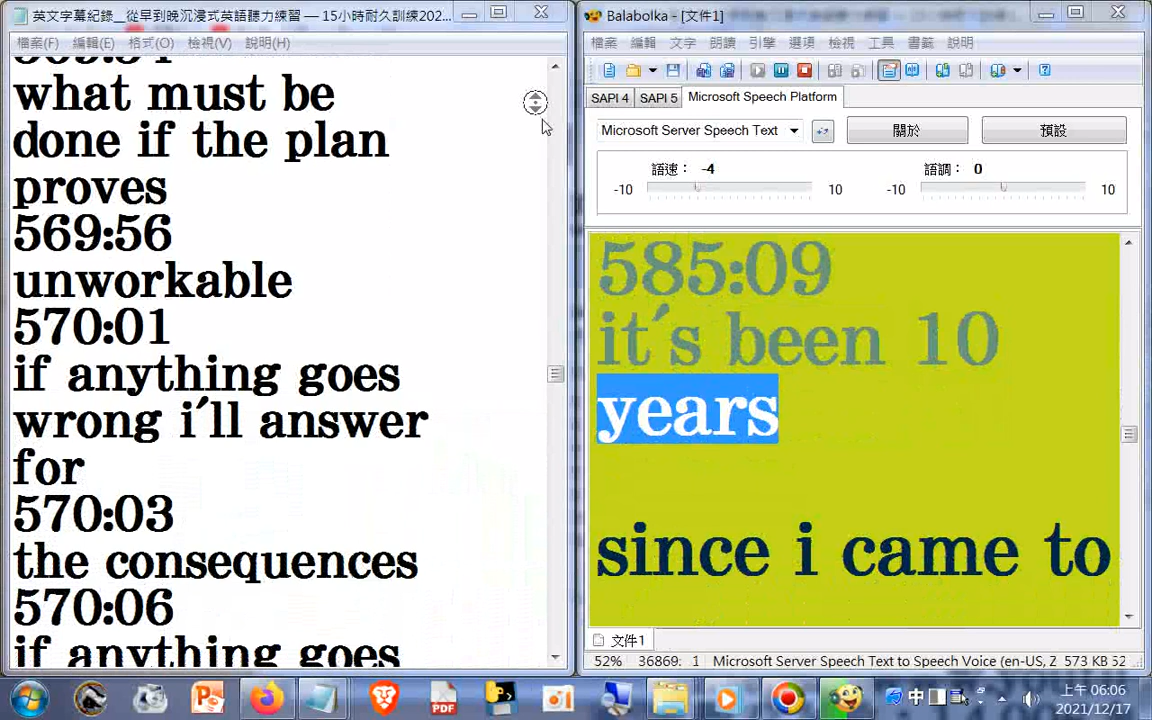 英文字幕紀錄__從早到晚沉浸式英語聽力練習 — 15小時耐久訓練202...
檔案(F) 編輯(E) 格式(O) 檢視(V) 說明(H)
what must be
done if the plan
proves
569:56
unworkable
570:01
if anything goes
wrong i´ll answer
for
570:03
the consequences
570:06
if anything goes
Balabolka - [文件1]
檔案 編輯 文字 朗讀 引擎 選項 檢視 工具 書籤 說明
SAPI 4 SAPI 5 Microsoft Speech Platform
Microsoft Server Speech Text 關於 預設
語速： -4 語調： 0
-10 10 -10 10
585:09
it´s been 10
years
since i came to
文件1
52% 36869: 1 Microsoft Server Speech Text to Speech Voice (en-US, Z 573 KB 52
中 上午 06:06
2021/12/17